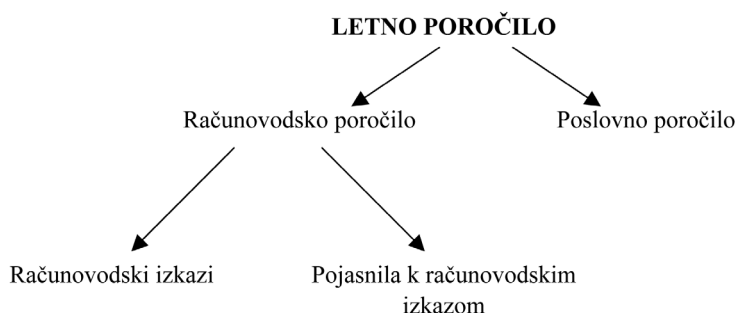 LETNO POROČILO
Računovodsko poročilo
Poslovno poročilo
Računovodski izkazi
Pojasnila k računovodskim
izkazom